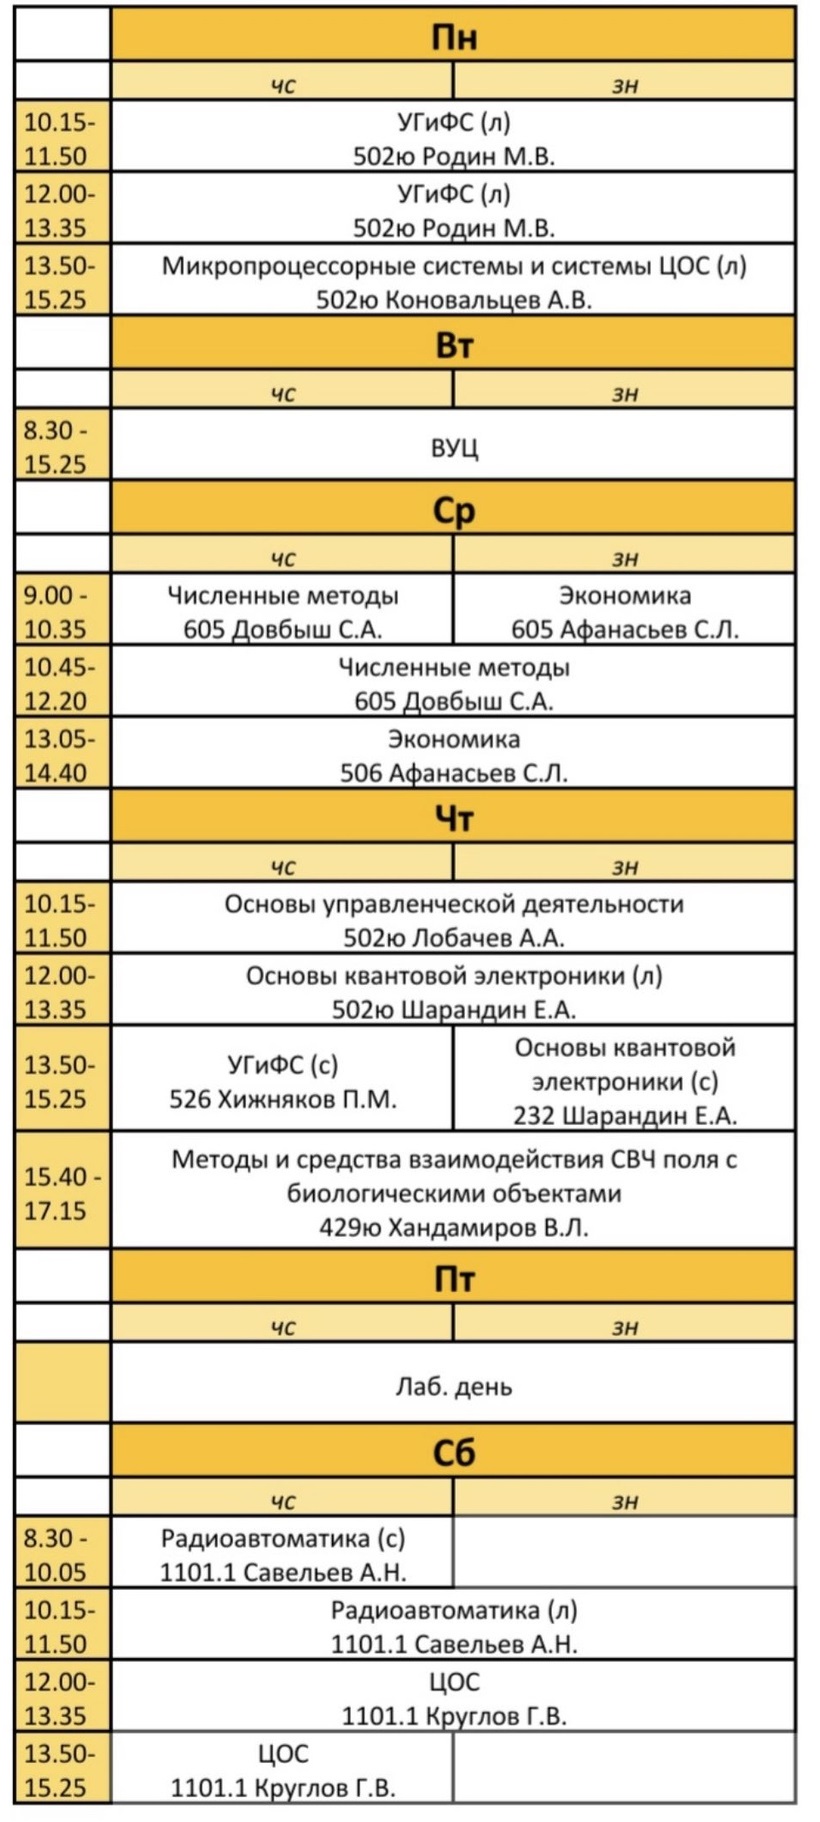 Пн
чс зн
10.15-
11.50
УГиФС (л)
502ю Родин М.В.
12.00-
13.35
УГиФС (л)
502ю Родин М.В.
13.50-
15.25
Микропроцессорные системы и системы ЦОС (л)
502ю Коновальцев А.В.
Вт
чс зн
8.30 -
15.25
ВУЦ
Ср
чс зн
9.00 -
10.35
Численные методы
605 Довбыш С.А.
Экономика
605 Афанасьев С.Л.
10.45-
12.20
Численные методы
605 Довбыш С.А.
13.05-
14.40
Экономика
506 Афанасьев С.Л.
Чт
чс зн
10.15-
11.50
Основы управленческой деятельности
502ю Лобачев А.А.
12.00-
13.35
Основы квантовой электроники (л)
502ю Шарандин Е.А.
13.50-
15.25
УГиФС (с)
526 Хижняков П.М.
Основы квантовой
электроники (с)
232 Шарандин Е.А.
15.40 -
17.15
Методы и средства взаимодействия СВЧ поля с
биологическими объектами
429ю Хандамиров В.Л.
Пт
чс зн
Лаб. день
Сб
чс зн
8.30 -
10.05
Радиоавтоматика (с)
1101.1 Савельев А.Н.
10.15-
11.50
Радиоавтоматика (л)
1101.1 Савельев А.Н.
12.00-
13.35
ЦОС
1101.1 Круглов Г.В.
13.50-
15.25
ЦОС
1101.1 Круглов Г.В.